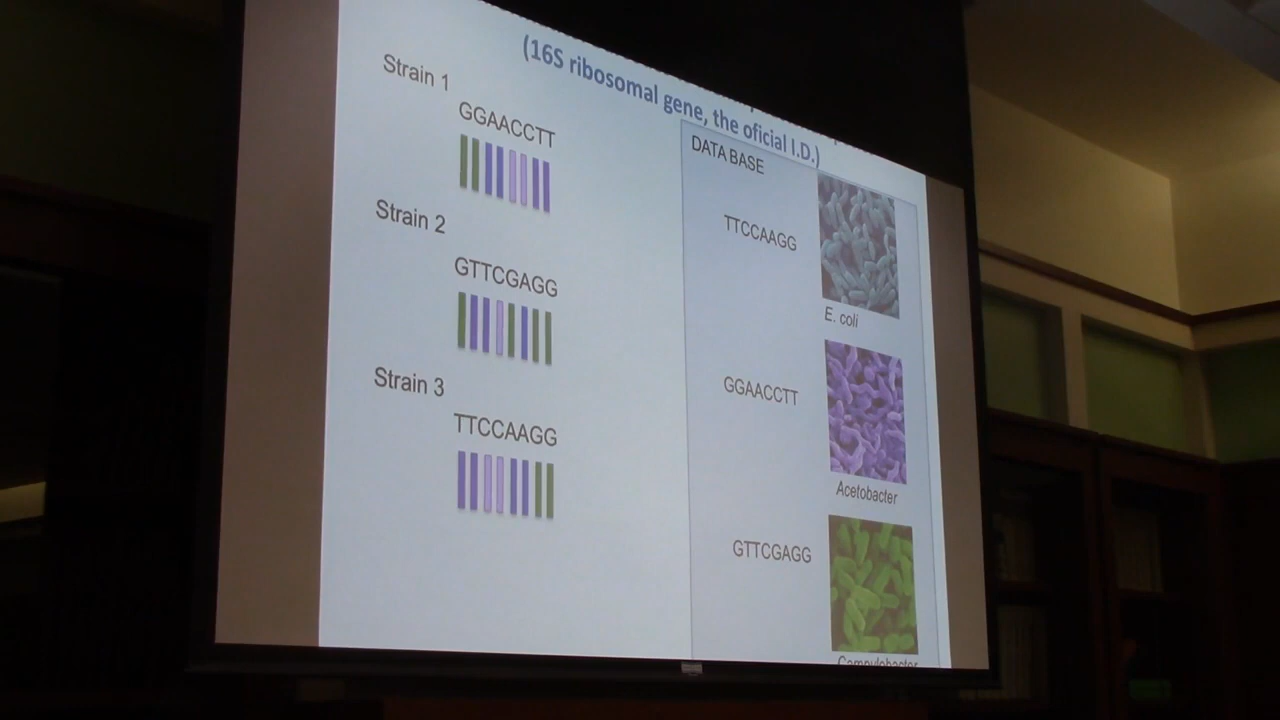 (16S ribosomal gene, the oficial I.D.)
Strain 1
GGAACCTT
Strain 2
GTTCGAGG
Strain 3
TTCCAAGG
DATA BASE
TTCCAAGG
E. coli
GGAACCTT
Acetobacter
GTTCGAGG
Campylobacter